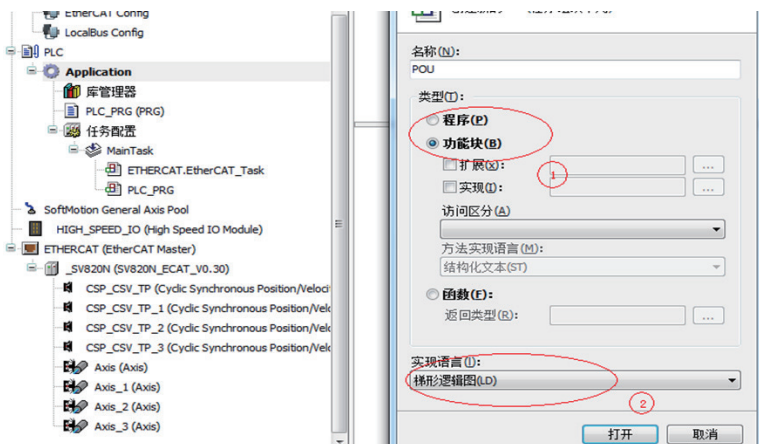 EtherCAT Config
LocalBus Config
PLC
Application
库管理器
PLC_PRG (PRG)
任务配置
MainTask
ETHERCAT.EtherCAT_Task
PLC_PRG
SoftMotion General Axis Pool
HIGH_SPEED_IO (High Speed IO Module)
ETHERCAT (EtherCAT Master)
_SV820N (SV820N_ECAT_V0.30)
CSP_CSV_TP (Cyclic Synchronous Position/Veloci
CSP_CSV_TP_1 (Cyclic Synchronous Position/Vel
CSP_CSV_TP_2 (Cyclic Synchronous Position/Vel
CSP_CSV_TP_3 (Cyclic Synchronous Position/Vel
Axis (Axis)
Axis_1 (Axis)
Axis_2 (Axis)
Axis_3 (Axis)
名称(N):
POU
类型(T):
程序(P)
功能块(B)
扩展(X):
...
1
实现(I):
...
访问区分(A)
方法实现语言(M):
结构化文本(ST)
函数(F):
返回类型(R):
...
实现语言(I):
梯形逻辑图(LD)
2
打开
取消